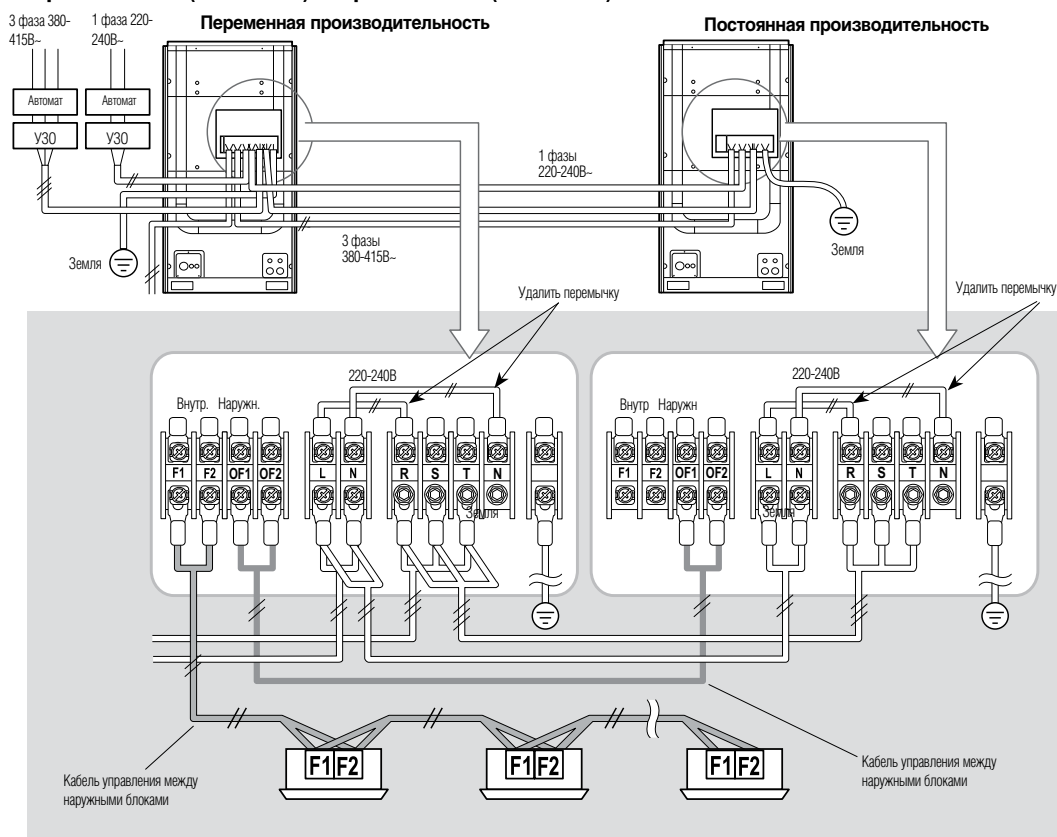 Переменная производительность
Постоянная производительность
3 фаза 380-
415В~
1 фаза 220-
240В~
Автомат
Автомат
УЗО
УЗО
1 фазы
220-240В~
3 фазы
380-415В~
Земля
Земля
Удалить перемычку
Удалить перемычку
220-240В
Внутр. Наружн.
F1 F2 OF1 OF2 L N R S T N
Земля
220-240В
Внутр Наружн
F1 F2 OF1 OF2 L N R S T N
Земля
F1 F2
F1 F2
F1 F2
Кабель управления между
наружными блоками
Кабель управления между
наружными блоками